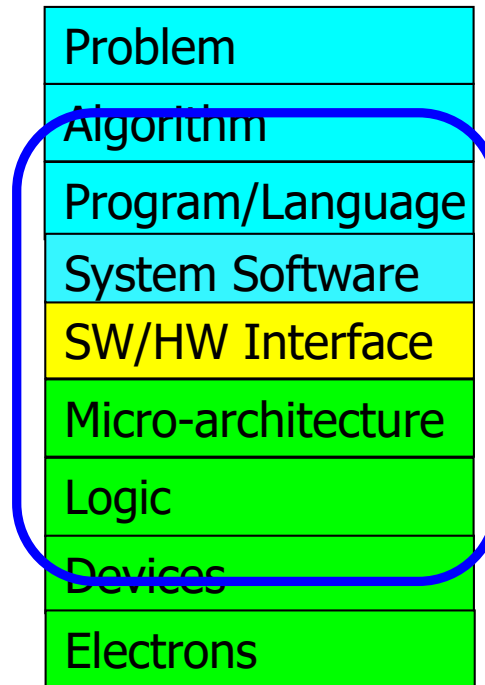 Problem
Algorithm
Program/Language
System Software
SW/HW Interface
Micro-architecture
Logic
Devices
Electrons